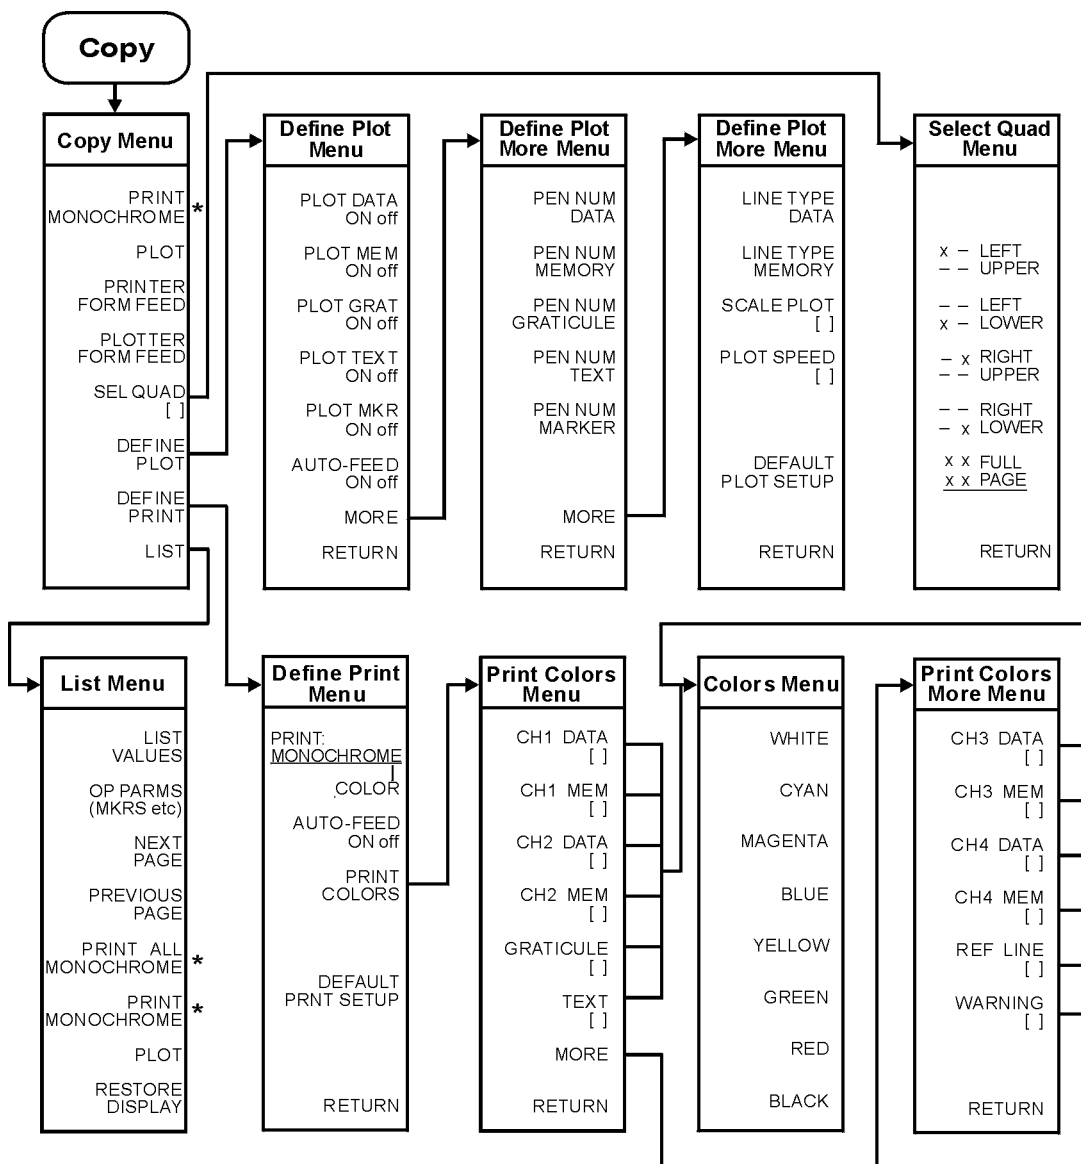 Copy
Copy Menu
PRINT
MONOCHROME *
PLOT
PRINTER
FORM FEED
PLOTTER
FORM FEED
SEL QUAD
[ ]
DEFINE
PLOT
DEFINE
PRINT
LIST
Define Plot
Menu
PLOT DATA
ON off
PLOT MEM
ON off
PLOT GRAT
ON off
PLOT TEXT
ON off
PLOT MKR
ON off
AUTO-FEED
ON off
MORE
RETURN
Define Plot
More Menu
PEN NUM
DATA
PEN NUM
MEMORY
PEN NUM
GRATICULE
PEN NUM
TEXT
PEN NUM
MARKER
MORE
RETURN
Define Plot
More Menu
LINE TYPE
DATA
LINE TYPE
MEMORY
SCALE PLOT
[ ]
PLOT SPEED
[ ]
DEFAULT
PLOT SETUP
RETURN
Select Quad
Menu
x – LEFT
– – UPPER
– – LEFT
x – LOWER
– x RIGHT
– – UPPER
– – RIGHT
– x LOWER
x x FULL
x x PAGE
RETURN
List Menu
LIST
VALUES
OP PARMS
(MKRS etc)
NEXT
PAGE
PREVIOUS
PAGE
PRINT ALL
MONOCHROME *
PRINT
MONOCHROME *
PLOT
RESTORE
DISPLAY
Define Print
Menu
PRINT:
MONOCHROME
COLOR
AUTO-FEED
ON off
PRINT
COLORS
DEFAULT
PRNT SETUP
RETURN
Print Colors
Menu
CH1 DATA
[ ]
CH1 MEM
[ ]
CH2 DATA
[ ]
CH2 MEM
[ ]
GRATICULE
[ ]
TEXT
[ ]
MORE
RETURN
Colors Menu
WHITE
CYAN
MAGENTA
BLUE
YELLOW
GREEN
RED
BLACK
Print Colors
More Menu
CH3 DATA
[ ]
CH3 MEM
[ ]
CH4 DATA
[ ]
CH4 MEM
[ ]
REF LINE
[ ]
WARNING
[ ]
RETURN